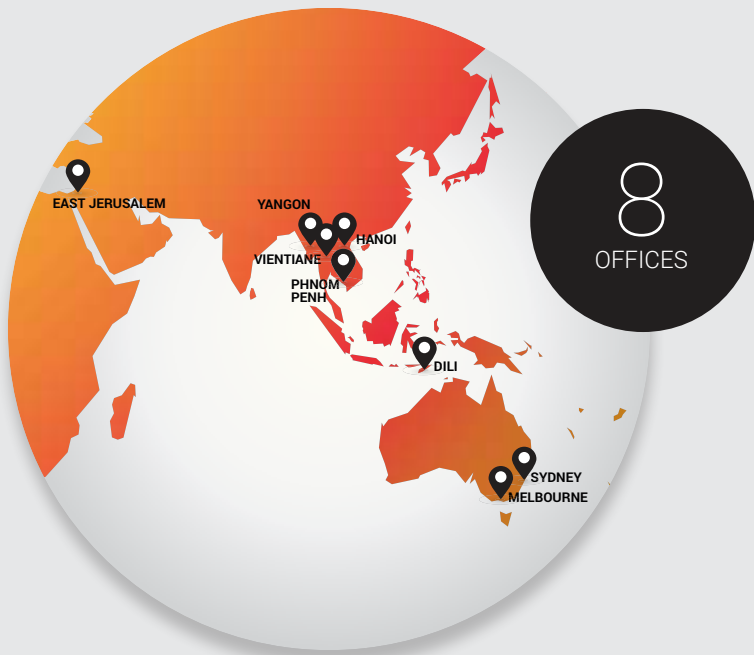 8
OFFICES
EAST JERUSALEM
YANGON
HANOI
VIENTIANE
PHNOM
PENH
DILI
SYDNEY
MELBOURNE